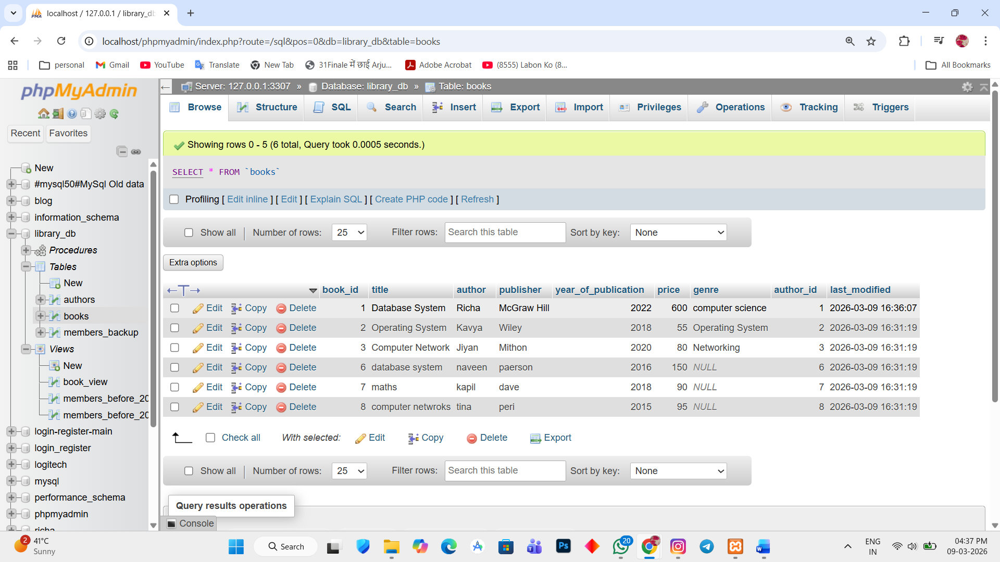 localhost / 127.0.0.1 / library_db
localhost/phpmyadmin/index.php?route=/sql&pos=0&db=library_db&table=books
personal Gmail YouTube Translate New Tab 31Finale में छाई Arju... Adobe Acrobat (8555) Labon Ko (8... All Bookmarks
phpMyAdmin
Recent Favorites
New
#mysql50#MySql Old data
blog
information_schema
library_db
Procedures
Tables
New
authors
books
members_backup
Views
New
book_view
members_before_20
members_before_20
login-register-main
login_register
logitech
mysql
performance_schema
phpmyadmin
richa
Server: 127.0.0.1:3307 » Database: library_db » Table: books
Browse Structure SQL Search Insert Export Import Privileges Operations Tracking Triggers
Showing rows 0 - 5 (6 total, Query took 0.0005 seconds.)
SELECT * FROM `books`
Profiling [ Edit inline ] [ Edit ] [ Explain SQL ] [ Create PHP code ] [ Refresh ]
Show all Number of rows: 25 Filter rows: Search this table Sort by key: None
Extra options
←T→ book_id title author publisher year_of_publication price genre author_id last_modified
Edit Copy Delete 1 Database System Richa McGraw Hill 2022 600 computer science 1 2026-03-09 16:36:07
Edit Copy Delete 2 Operating System Kavya Wiley 2018 55 Operating System 2 2026-03-09 16:31:19
Edit Copy Delete 3 Computer Network Jiyan Mithon 2020 80 Networking 3 2026-03-09 16:31:19
Edit Copy Delete 6 database system naveen paerson 2016 150 NULL 6 2026-03-09 16:31:19
Edit Copy Delete 7 maths kapil dave 2018 90 NULL 7 2026-03-09 16:31:19
Edit Copy Delete 8 computer netwroks tina peri 2015 95 NULL 8 2026-03-09 16:31:19
Check all With selected: Edit Copy Delete Export
Show all Number of rows: 25 Filter rows: Search this table Sort by key: None
Query results operations
Console
2 41°C
Sunny
Search
Ps
20
ENG
IN
04:37 PM
09-03-2026